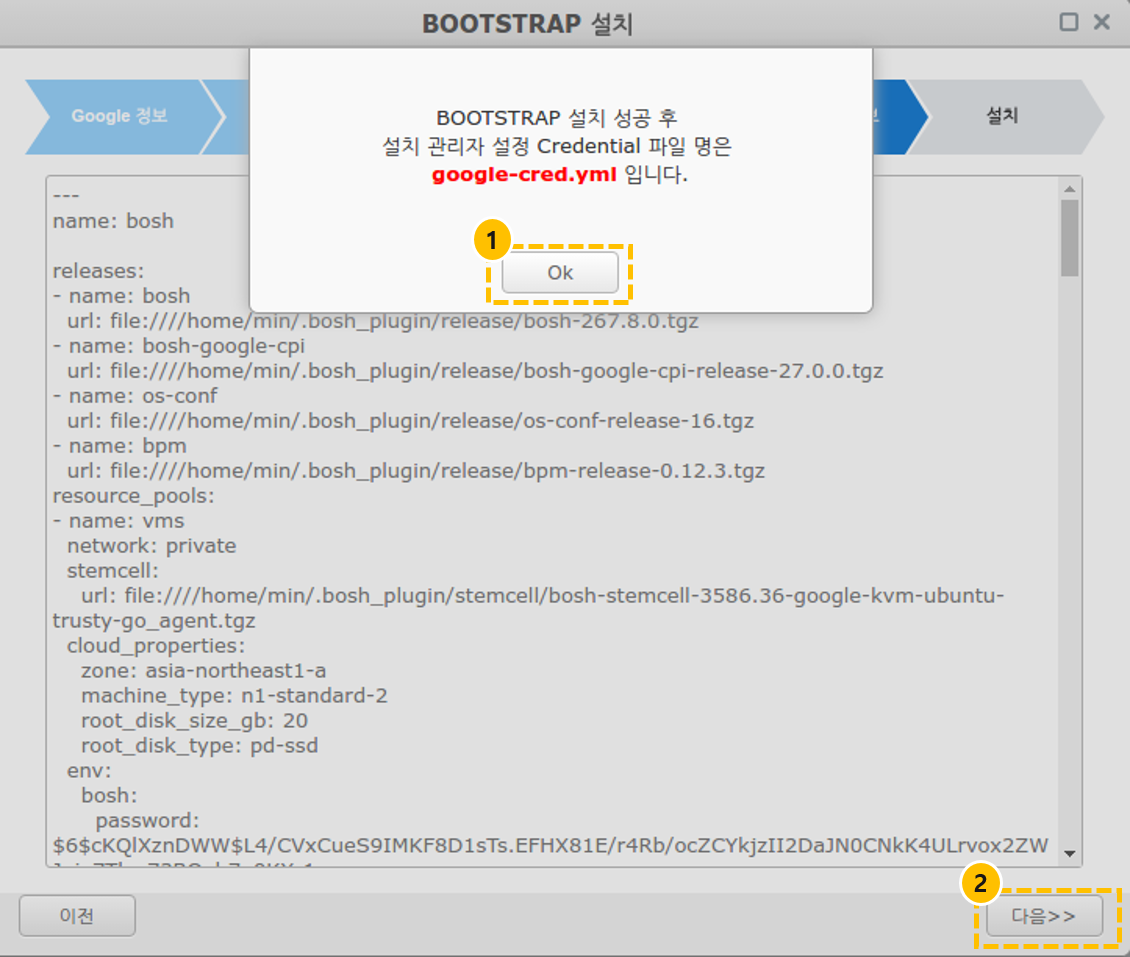 BOOTSTRAP 설치
Google 정보
설치
BOOTSTRAP 설치 성공 후
설치 관리자 설정 Credential 파일 명은
google-cred.yml 입니다.
1
Ok
---
name: bosh
releases:
- name: bosh
url: file:////home/min/.bosh_plugin/release/bosh-267.8.0.tgz
- name: bosh-google-cpi
url: file:////home/min/.bosh_plugin/release/bosh-google-cpi-release-27.0.0.tgz
- name: os-conf
url: file:////home/min/.bosh_plugin/release/os-conf-release-16.tgz
- name: bpm
url: file:////home/min/.bosh_plugin/release/bpm-release-0.12.3.tgz
resource_pools:
- name: vms
network: private
stemcell:
url: file:////home/min/.bosh_plugin/stemcell/bosh-stemcell-3586.36-google-kvm-ubuntu-
trusty-go_agent.tgz
cloud_properties:
zone: asia-northeast1-a
machine_type: n1-standard-2
root_disk_size_gb: 20
root_disk_type: pd-ssd
env:
bosh:
password:
$6$cKQlXznDWW$L4/CVxCueS9IMKF8D1sTs.EFHX81E/r4Rb/ocZCYkjzII2DaJN0CNkK4ULrvox2ZW
2
이전
다음>>